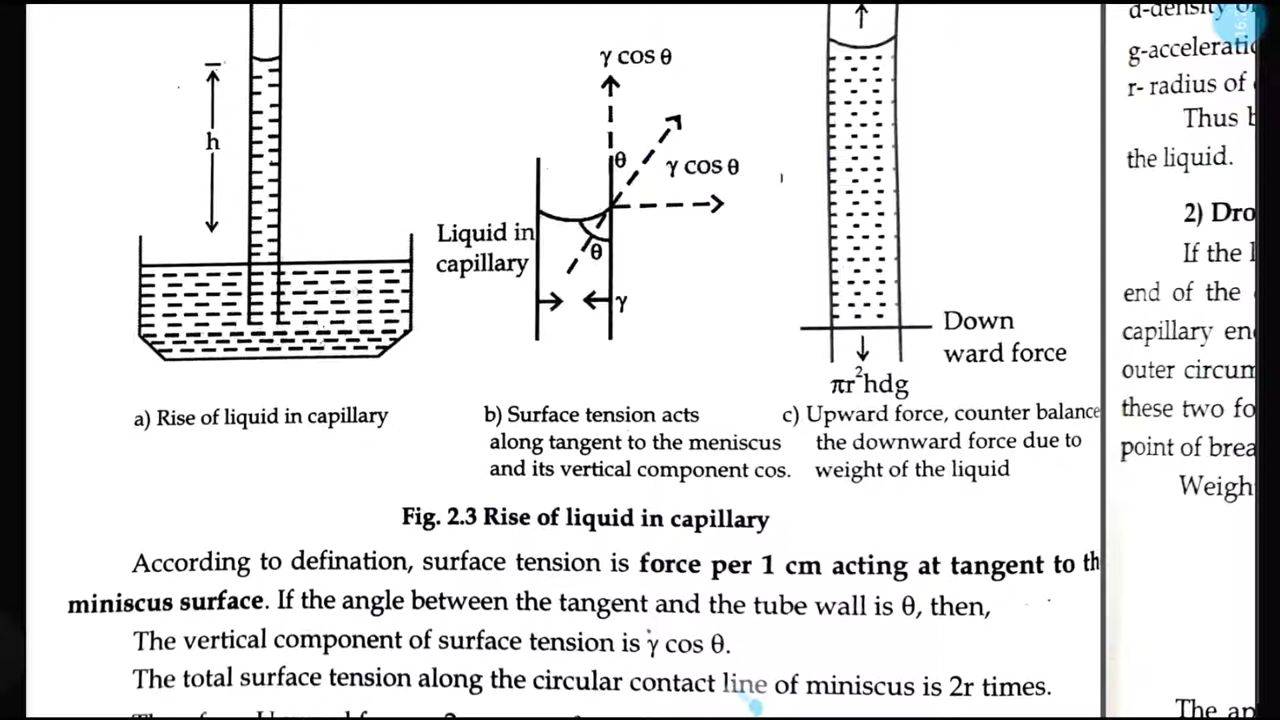 h
γ cos θ
θ
γ cos θ
Liquid in
capillary
θ
γ
Down
ward force
πr²hdg
a) Rise of liquid in capillary
b) Surface tension acts
along tangent to the meniscus
and its vertical component cos.
c) Upward force, counter balance
the downward force due to
weight of the liquid
Fig. 2.3 Rise of liquid in capillary
According to defination, surface tension is force per 1 cm acting at tangent to th
miniscus surface. If the angle between the tangent and the tube wall is θ, then,
The vertical component of surface tension is γ cos θ.
The total surface tension along the circular contact line of miniscus is 2r times.
d-density
g-accelerati
r- radius of
Thus
the liquid.
2) Dro
If the
end of the
capillary en
outer circum
these two fo
point of brea
Weigh
The ap